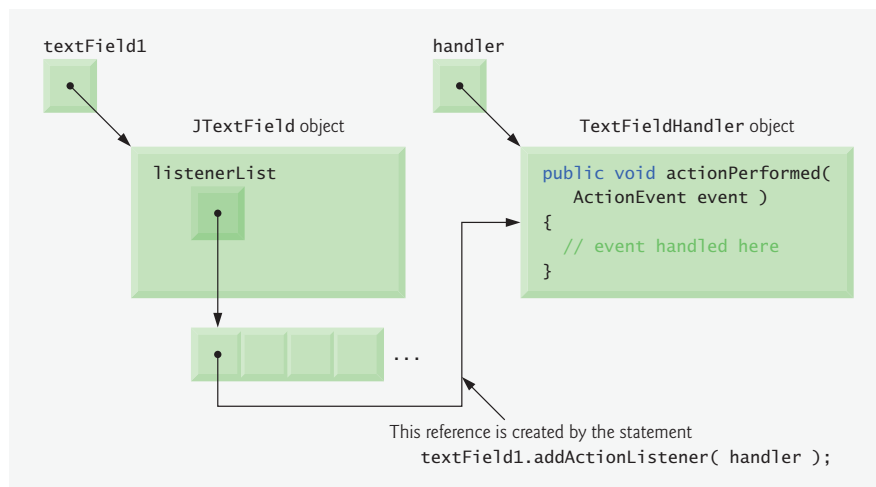 textField1
handler
JTextField object
TextFieldHandler object
listenerList
public void actionPerformed(
ActionEvent event )
{
// event handled here
}
...
This reference is created by the statement
textField1.addActionListener( handler );